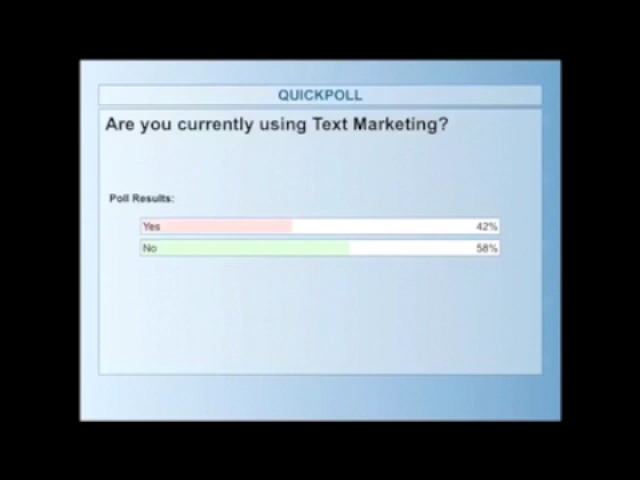 QUICKPOLL
Are you currently using Text Marketing?
Poll Results:
Yes 42%
No 58%